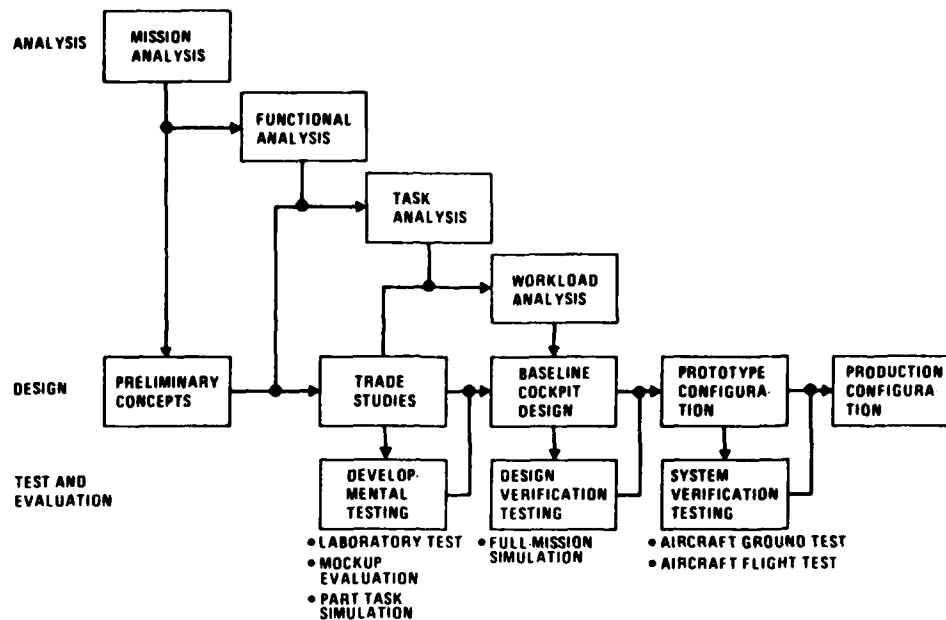 ANALYSIS
MISSION
ANALYSIS
FUNCTIONAL
ANALYSIS
TASK
ANALYSIS
WORKLOAD
ANALYSIS
DESIGN
PRELIMINARY
CONCEPTS
TRADE
STUDIES
BASELINE
COCKPIT
DESIGN
PROTOTYPE
CONFIGURA-
TION
PRODUCTION
CONFIGU-
RATION
TEST AND
EVALUATION
DEVELOP-
MENTAL
TESTING
DESIGN
VERIFICATION
TESTING
SYSTEM
VERIFICATION
TESTING
• LABORATORY TEST
• MOCKUP
EVALUATION
• PART TASK
SIMULATION
• FULL-MISSION
SIMULATION
• AIRCRAFT GROUND TEST
• AIRCRAFT FLIGHT TEST